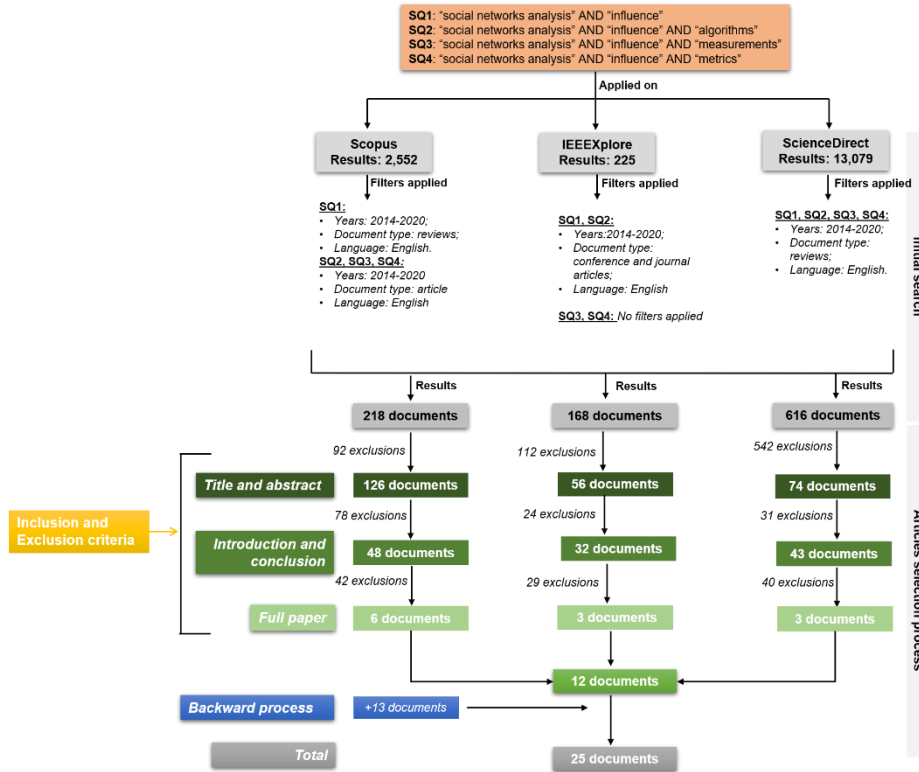 SQ1: “social networks analysis” AND “influence”
SQ2: “social networks analysis” AND “influence” AND “algorithms”
SQ3: “social networks analysis” AND “influence” AND “measurements”
SQ4: “social networks analysis” AND “influence” AND “metrics”
Applied on
Scopus
Results: 2,552
IEEEXplore
Results: 225
ScienceDirect
Results: 13,079
Filters applied
Filters applied
Filters applied
SQ1:
• Years: 2014-2020;
• Document type: reviews;
• Language: English.
SQ2, SQ3, SQ4:
• Years: 2014-2020
• Document type: article
• Language: English
SQ1, SQ2:
• Years:2014-2020;
• Document type:
conference and journal
articles;
• Language: English
SQ3, SQ4: No filters applied
SQ1, SQ2, SQ3, SQ4:
• Years: 2014-2020;
• Document type:
reviews;
• Language: English.
Initial search
Results
Results
Results
218 documents
168 documents
616 documents
92 exclusions
112 exclusions
542 exclusions
Title and abstract
126 documents
56 documents
74 documents
78 exclusions
24 exclusions
31 exclusions
Inclusion and
Exclusion criteria
Introduction and
conclusion
48 documents
32 documents
43 documents
42 exclusions
29 exclusions
40 exclusions
Full paper
6 documents
3 documents
3 documents
Articles selection process
12 documents
Backward process
+13 documents
Total
25 documents